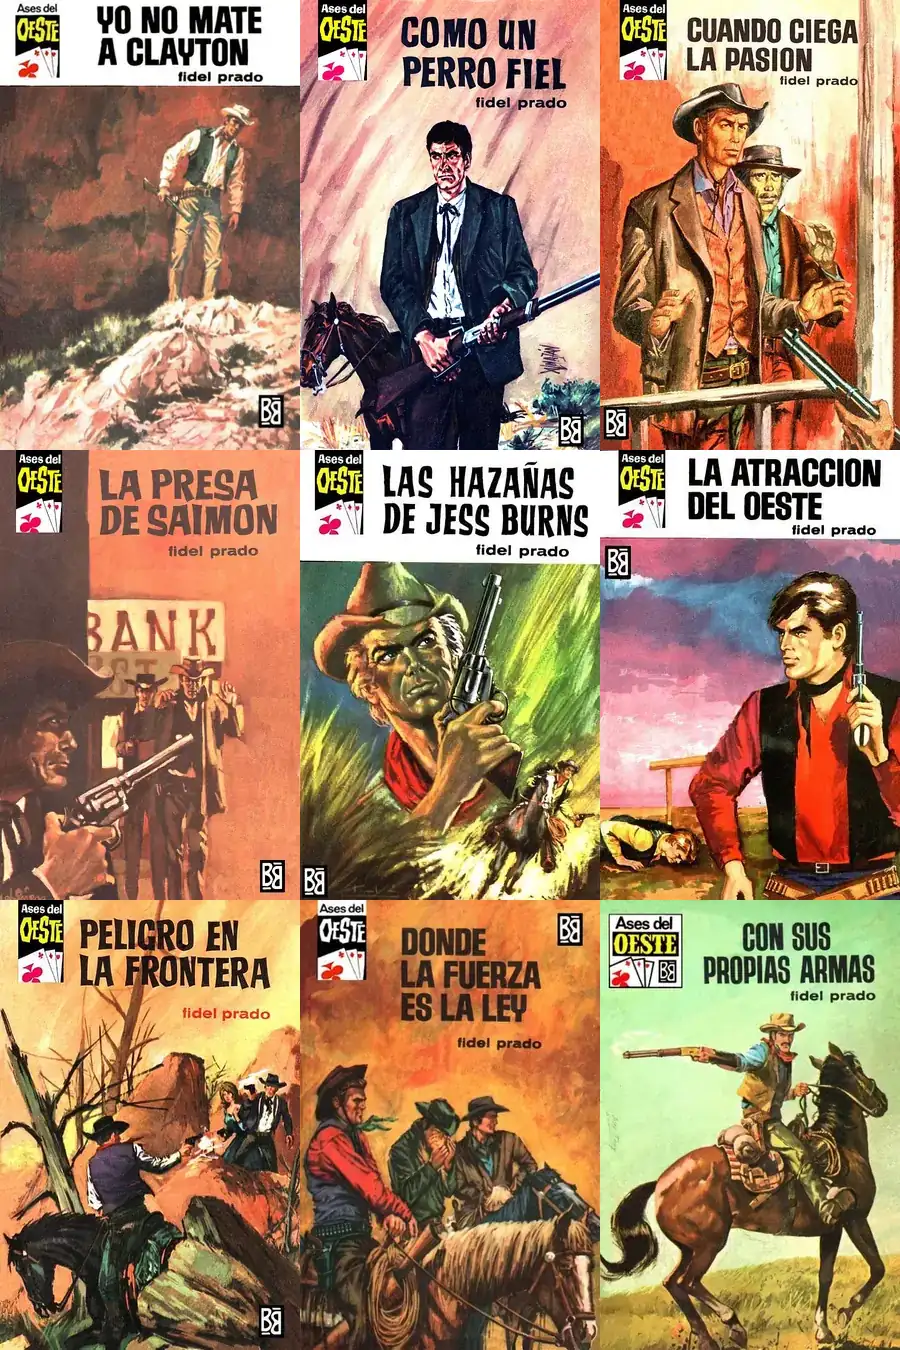 Ases del
OESTE
YO NO MATE
A CLAYTON
fidel prado
BB
Ases del
OESTE
COMO UN
PERRO FIEL
fidel prado
BB
Ases del
OESTE
CUANDO CIEGA
LA PASION
fidel prado
BB
Ases del
OESTE
LA PRESA
DE SAIMON
fidel prado
BANK
BB
Ases del
OESTE
LAS HAZAÑAS
DE JESS BURNS
fidel prado
BB
Ases del
OESTE
LA ATRACCION
DEL OESTE
fidel prado
BB
Ases del
OESTE
PELIGRO EN
LA FRONTERA
fidel prado
BB
Ases del
OESTE
BB
DONDE
LA FUERZA
ES LA LEY
fidel prado
Ases del
OESTE
BB
CON SUS
PROPIAS ARMAS
fidel prado